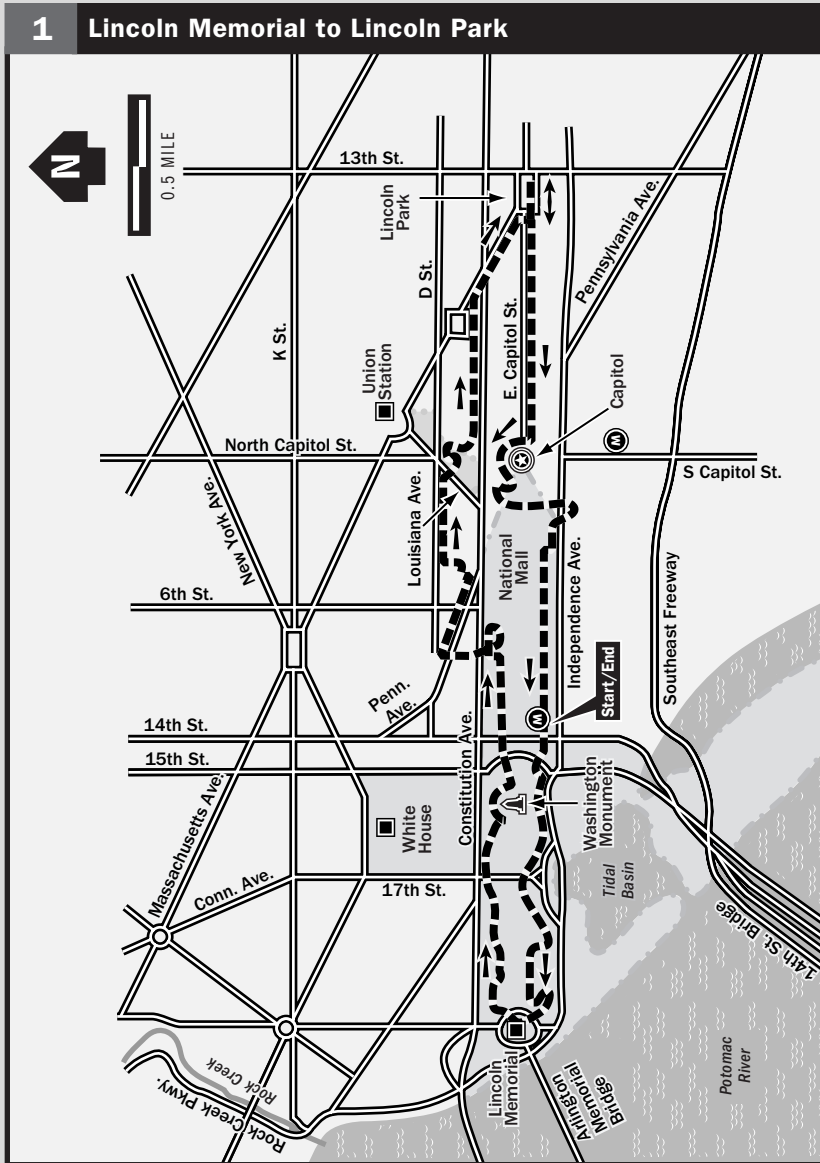 1
Lincoln Memorial to Lincoln Park
N
0.5 MILE
13th St.
Lincoln
Park
D St.
K St.
E. Capitol St.
Pennsylvania Ave.
Union
Station
Capitol
M
North Capitol St.
S Capitol St.
New York Ave.
Louisiana Ave.
National
Mall
Independence Ave.
Southeast Freeway
6th St.
Start/End
M
Penn.
Ave.
14th St.
15th St.
Constitution Ave.
Massachusetts Ave.
White
House
Washington
Monument
Conn. Ave.
17th St.
Tidal
Basin
14th St. Bridge
Rock Creek
Rock Creek Pkwy.
Lincoln
Memorial
Arlington
Memorial
Bridge
Potomac
River